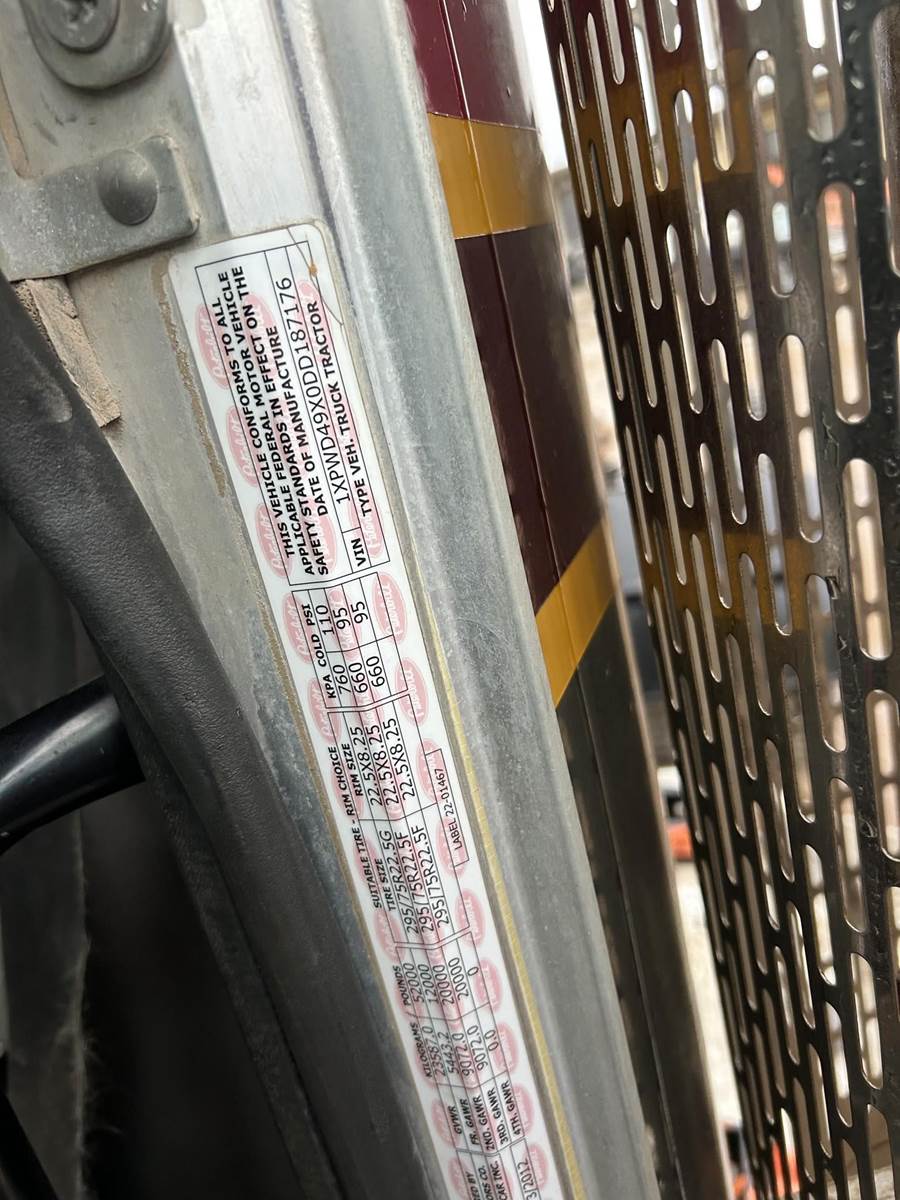 THIS VEHICLE CONFORMS TO ALL
APPLICABLE FEDERAL MOTOR VEHICLE
SAFETY STANDARDS IN EFFECT ON THE
DATE OF MANUFACTURE
VIN 1XPWD49X0DD187176
TYPE VEH. TRUCK TRACTOR
SUITABLE TIRE - RIM CHOICE
KILOGRAMS POUNDS TIRE SIZE RIM SIZE KPA COLD PSI
GVWR 23587.0 52000
FR. GAWR 5443.2 12000 295/75R22.5G 22.5X8.25 760 110
2ND. GAWR 9072.0 20000 295/75R22.5F 22.5X8.25 660 95
3RD. GAWR 9072.0 20000 295/75R22.5F 22.5X8.25 660 95
4TH. GAWR 0.0 0
LABEL 22-01467
CAR INC.
/2012
Peterbilt